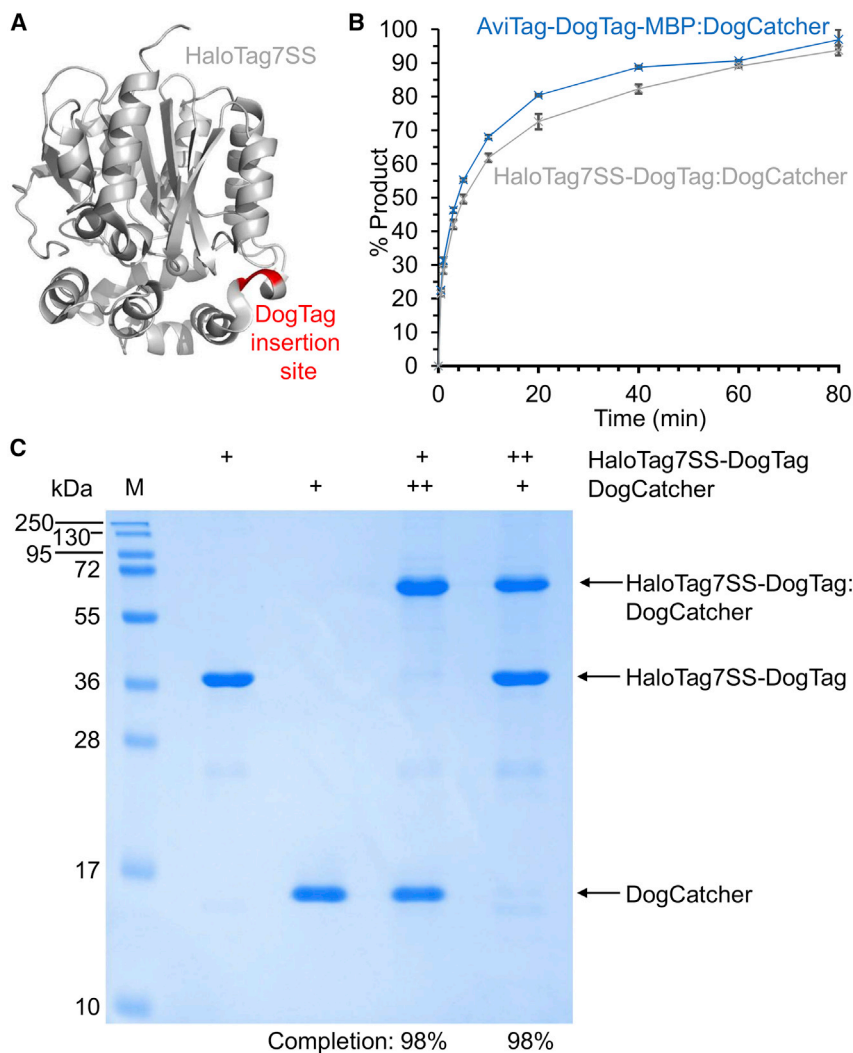 A
HaloTag7SS
DogTag
insertion
site
B
AviTag-DogTag-MBP:DogCatcher
HaloTag7SS-DogTag:DogCatcher
% Product
100
90
80
70
60
50
40
30
20
10
0
0 20 40 60 80
Time (min)
C
+ + ++ HaloTag7SS-DogTag
kDa M + ++ + DogCatcher
250
130
95
72
55
36
28
17
10
HaloTag7SS-DogTag:
DogCatcher
HaloTag7SS-DogTag
DogCatcher
Completion: 98% 98%